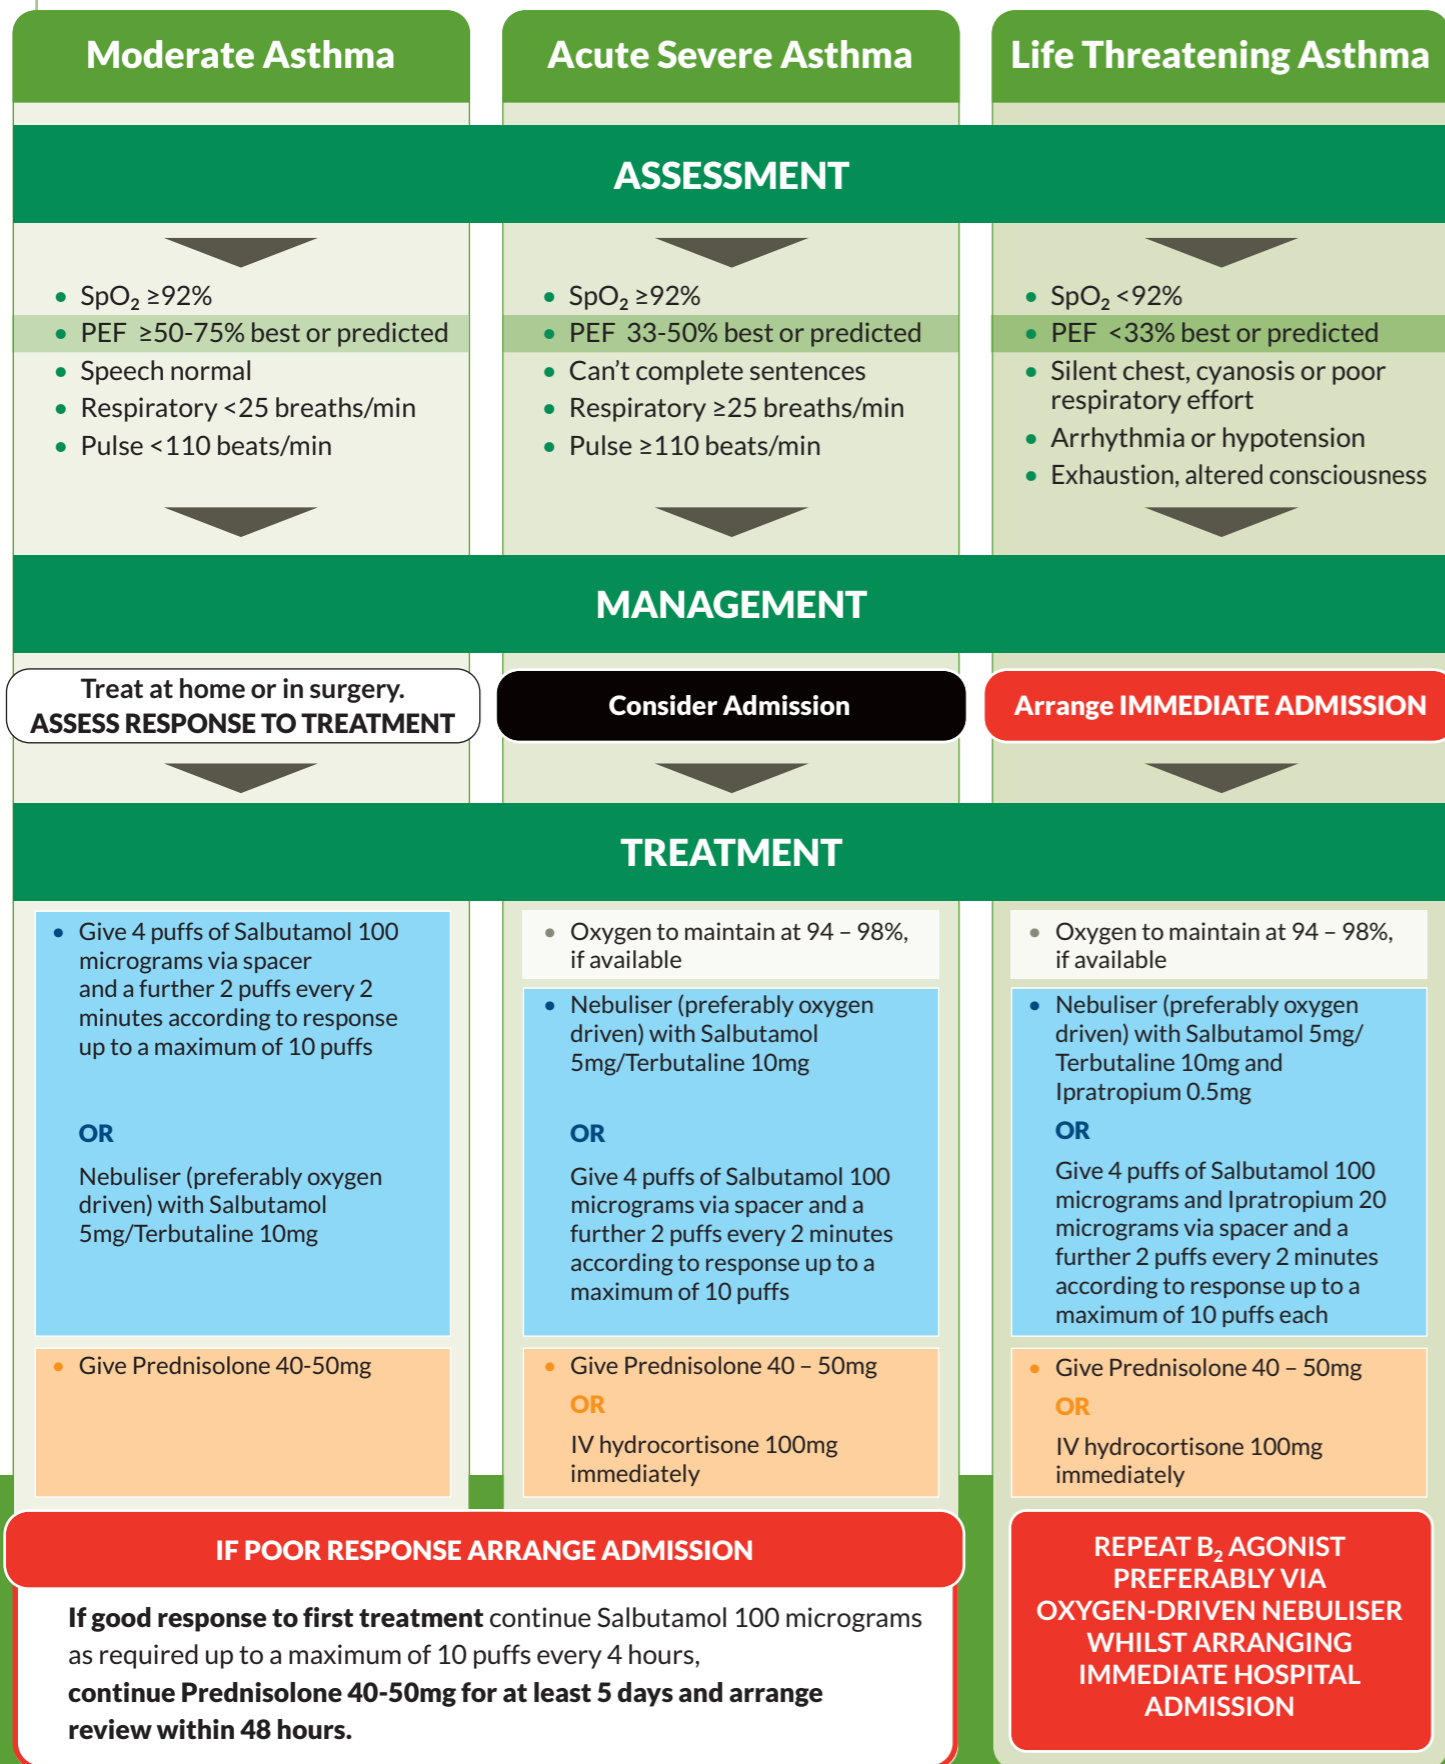 Moderate Asthma
Acute Severe Asthma
Life Threatening Asthma
ASSESSMENT
• SpO₂ ≥92%
• PEF ≥50-75% best or predicted
• Speech normal
• Respiratory <25 breaths/min
• Pulse <110 beats/min
• SpO₂ ≥92%
• PEF 33-50% best or predicted
• Can't complete sentences
• Respiratory ≥25 breaths/min
• Pulse ≥110 beats/min
• SpO₂ <92%
• PEF <33% best or predicted
• Silent chest, cyanosis or poor
respiratory effort
• Arrhythmia or hypotension
• Exhaustion, altered consciousness
MANAGEMENT
Treat at home or in surgery.
ASSESS RESPONSE TO TREATMENT
Consider Admission
Arrange IMMEDIATE ADMISSION
TREATMENT
• Give 4 puffs of Salbutamol 100
micrograms via spacer
and a further 2 puffs every 2
minutes according to response
up to a maximum of 10 puffs
OR
Nebuliser (preferably oxygen
driven) with Salbutamol
5mg/Terbutaline 10mg
• Give Prednisolone 40-50mg
• Oxygen to maintain at 94 – 98%,
if available
• Nebuliser (preferably oxygen
driven) with Salbutamol
5mg/Terbutaline 10mg
OR
Give 4 puffs of Salbutamol 100
micrograms via spacer and a
further 2 puffs every 2 minutes
according to response up to a
maximum of 10 puffs
• Give Prednisolone 40 – 50mg
OR
IV hydrocortisone 100mg
immediately
• Oxygen to maintain at 94 – 98%,
if available
• Nebuliser (preferably oxygen
driven) with Salbutamol 5mg/
Terbutaline 10mg and
Ipratropium 0.5mg
OR
Give 4 puffs of Salbutamol 100
micrograms and Ipratropium 20
micrograms via spacer and a
further 2 puffs every 2 minutes
according to response up to a
maximum of 10 puffs each
• Give Prednisolone 40 – 50mg
OR
IV hydrocortisone 100mg
immediately
IF POOR RESPONSE ARRANGE ADMISSION
If good response to first treatment continue Salbutamol 100 micrograms
as required up to a maximum of 10 puffs every 4 hours,
continue Prednisolone 40-50mg for at least 5 days and arrange
review within 48 hours.
REPEAT B₂ AGONIST
PREFERABLY VIA
OXYGEN-DRIVEN NEBULISER
WHILST ARRANGING
IMMEDIATE HOSPITAL
ADMISSION